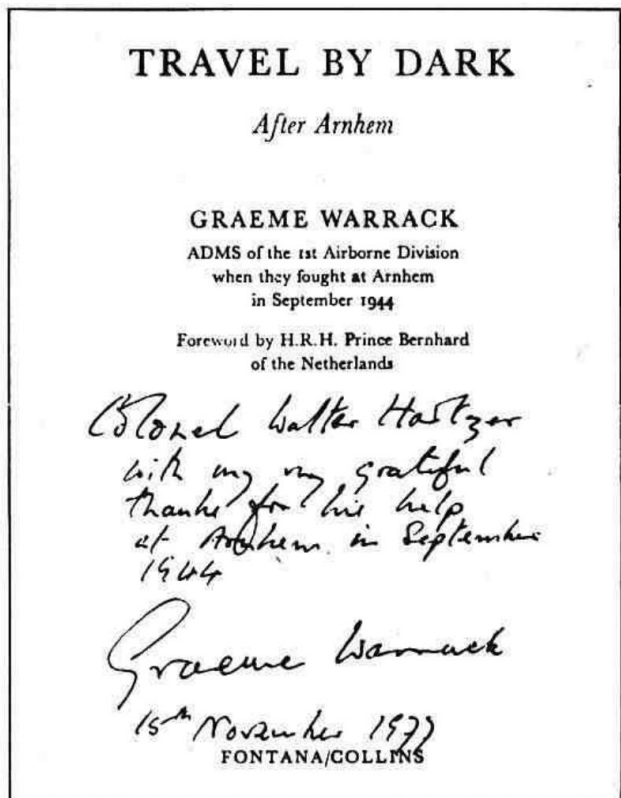 TRAVEL BY DARK
After Arnhem
GRAEME WARRACK
ADMS of the 1st Airborne Division
when they fought at Arnhem
in September 1944
Foreword by H.R.H. Prince Bernhard
of the Netherlands
Colonel Walter Hartzer
with my my grateful
thanks for his help
at Arnhem in September
1944
Graeme Warrack
15th November 1977
FONTANA/COLLINS